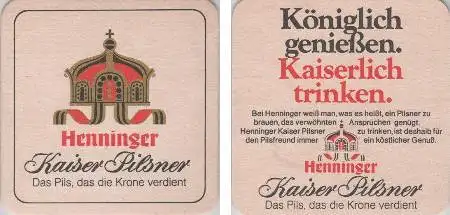 Henninger
Kaiser Pilsner
Das Pils, das die Krone verdient
Königlich
genießen.
Kaiserlich
trinken.
Bei Henninger weiß man, was es heißt, ein Pilsner zu
brauen, das verwöhnten Ansprüchen genügt.
Henninger Kaiser Pilsner zu trinken, ist deshalb für
den Pilsfreund immer ein köstlicher Genuß.
Henninger
Kaiser Pilsner
Das Pils, das die Krone verdient